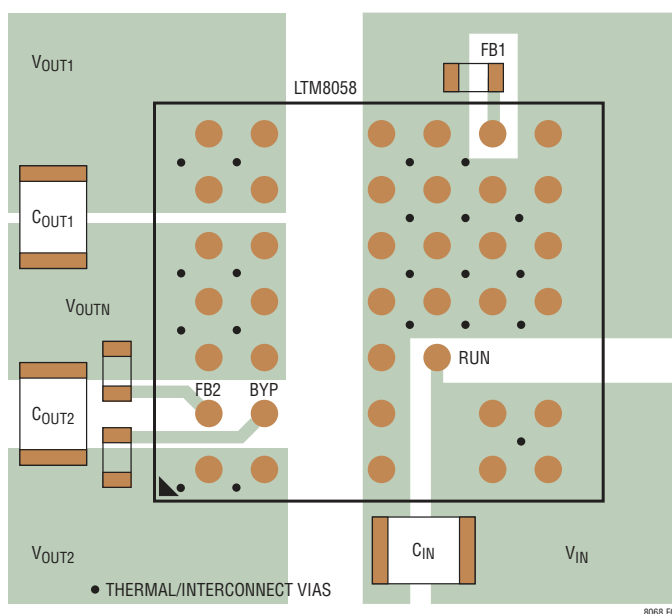 VOUT1
FB1
LTM8058
COUT1
VOUTN
RUN
FB2 BYP
COUT2
CIN
VOUT2
VIN
• THERMAL/INTERCONNECT VIAS